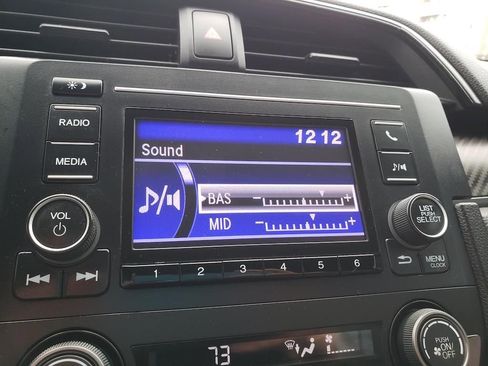 12 12
Sound
RADIO
MEDIA
VOL
BAS - +
MID - +
LIST
PUSH
SELECT
MENU
CLOCK
1 2 3 4 5 6
73
PUSH
ON/
OFF